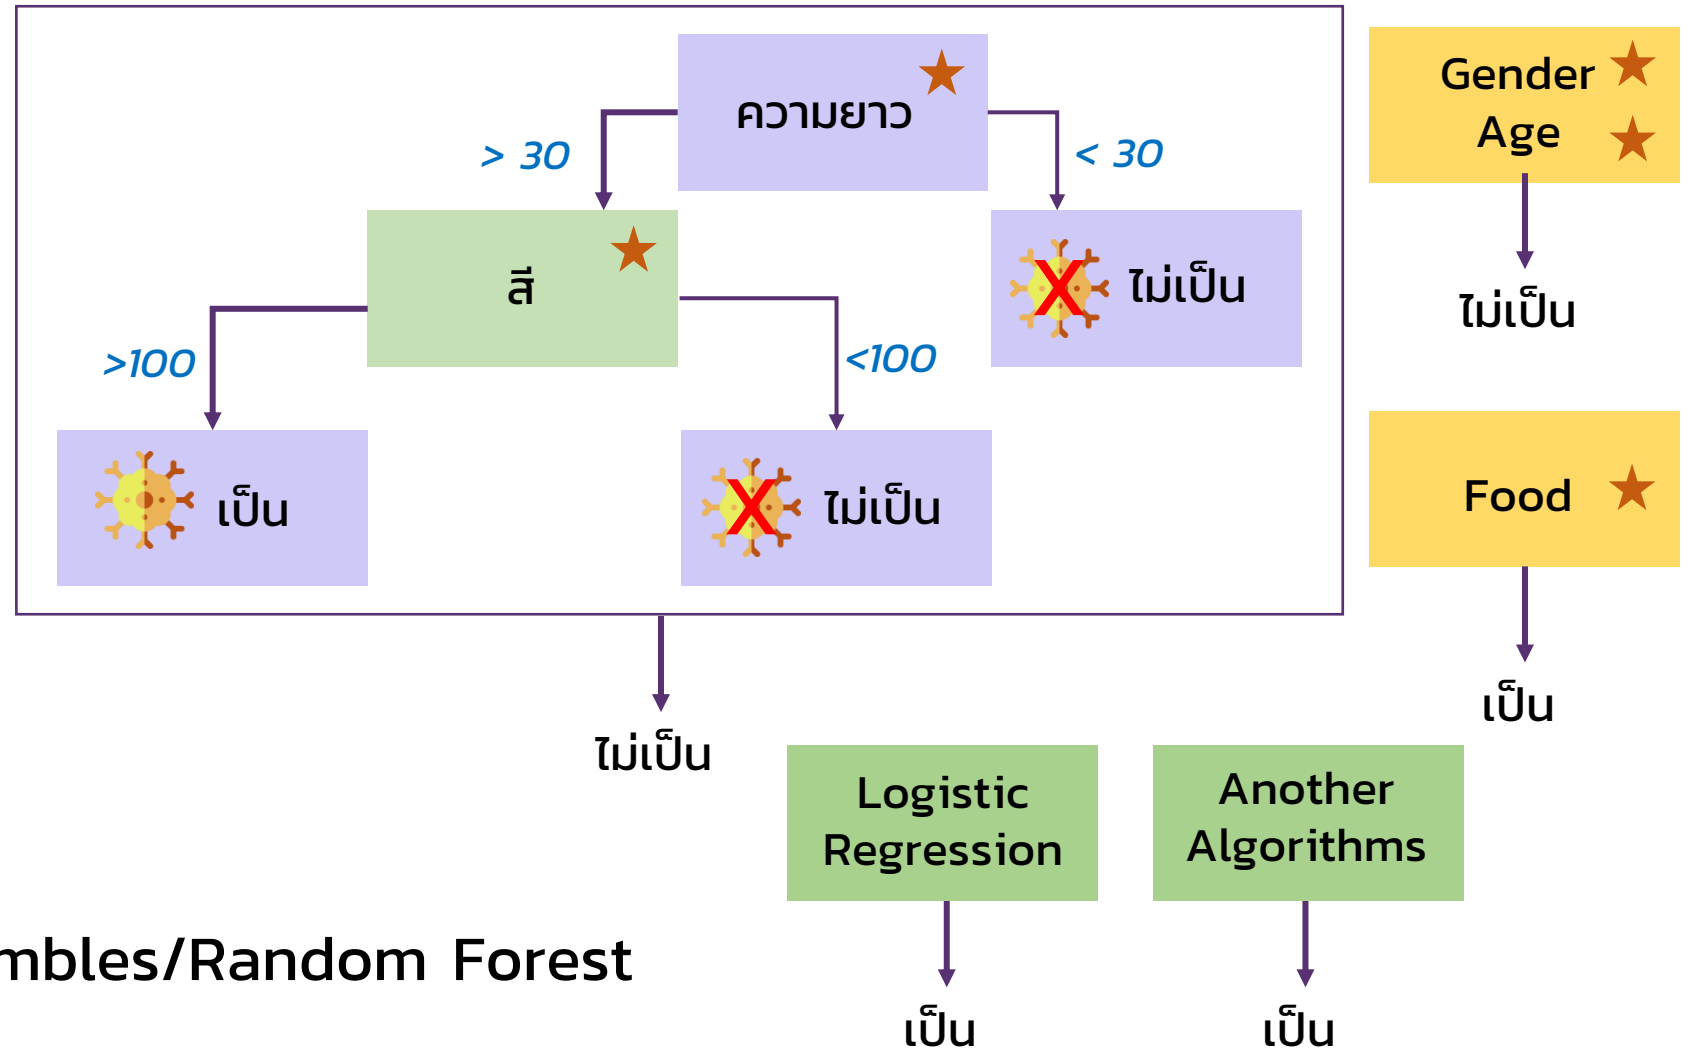 ความยาว
> 30
< 30
สี
ไม่เป็น
>100
<100
เป็น
ไม่เป็น
ไม่เป็น
Gender
Age
ไม่เป็น
Food
เป็น
Logistic
Regression
เป็น
Another
Algorithms
เป็น
mbles/Random Forest